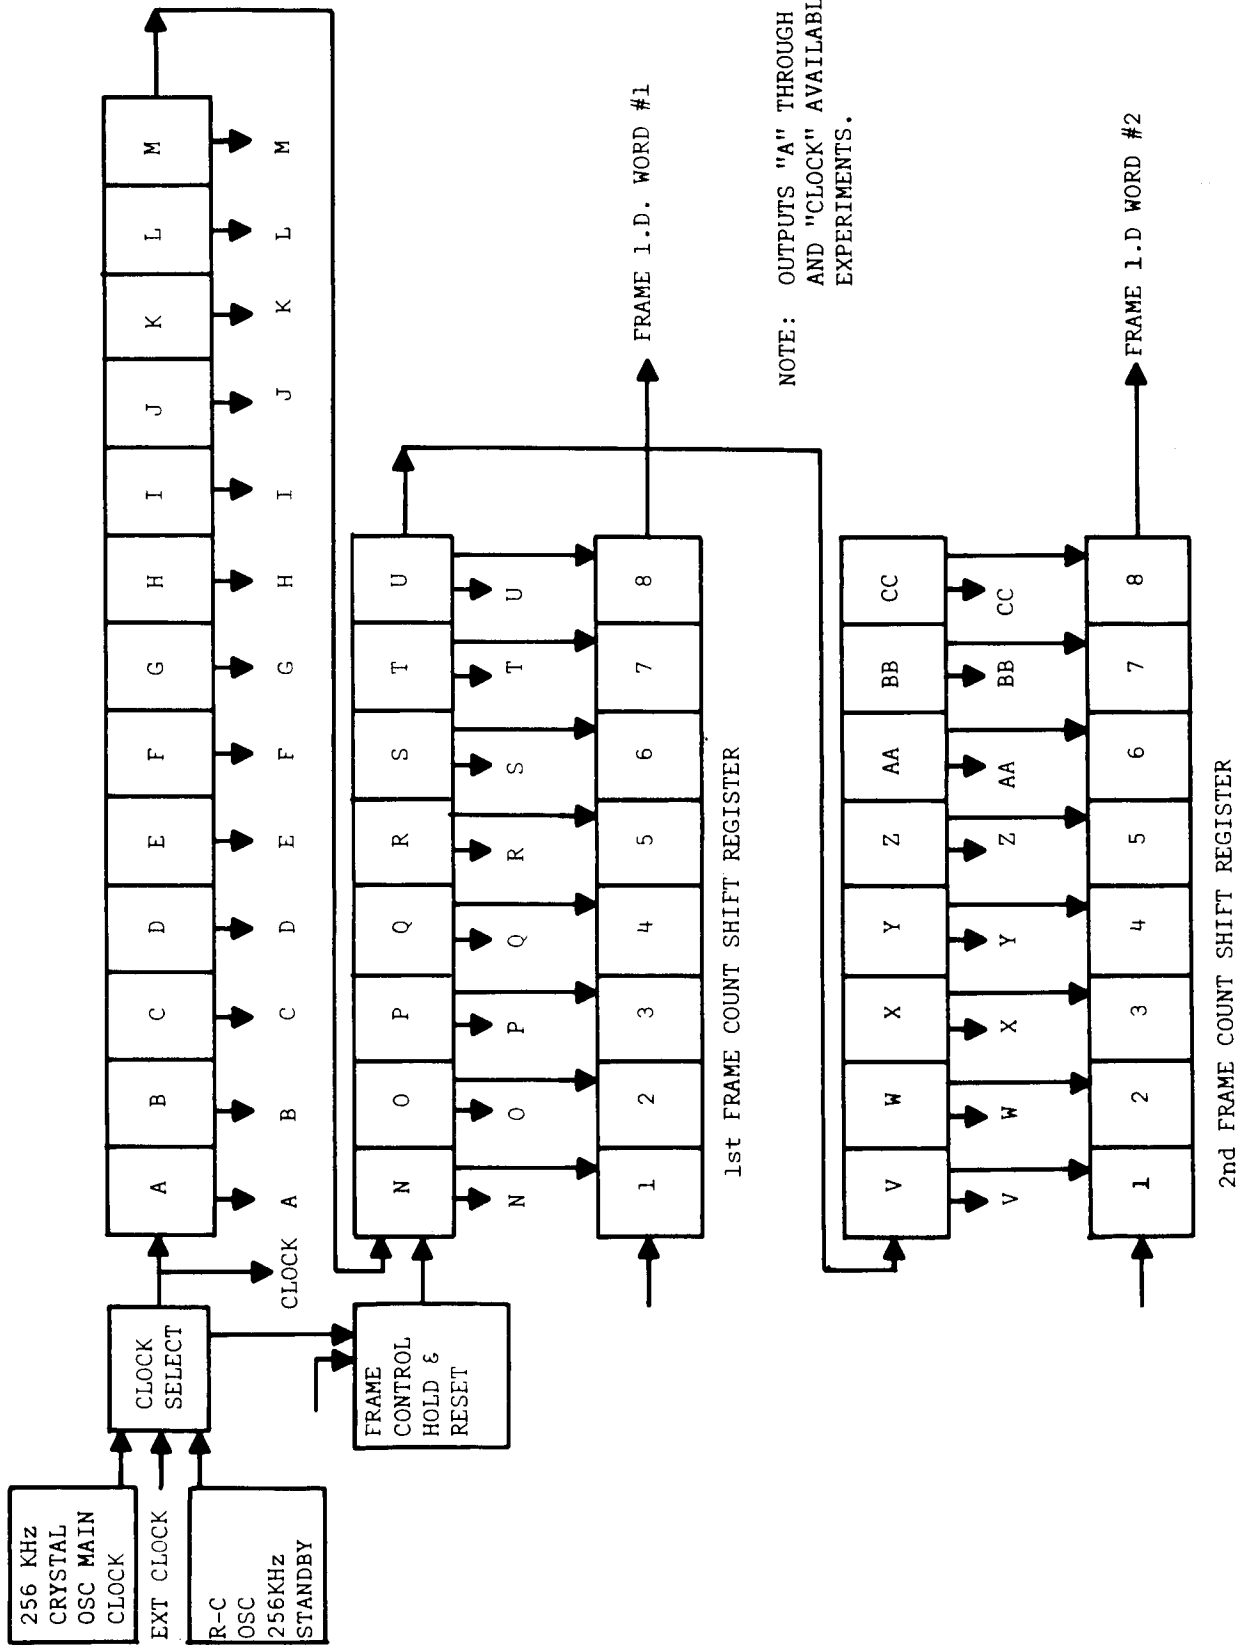 256 KHz
CRYSTAL
OSC MAIN
CLOCK
EXT CLOCK
R-C
OSC
256KHz
STANDBY
CLOCK
SELECT
CLOCK
A B C D E F G H I J K L M
A B C D E F G H I J K L M
FRAME
CONTROL
HOLD &
RESET
N O P Q R S T U
N O P Q R S T U
1 2 3 4 5 6 7 8
FRAME I.D. WORD #1
1st FRAME COUNT SHIFT REGISTER
NOTE: OUTPUTS "A" THROUGH
AND "CLOCK" AVAILABL
EXPERIMENTS.
V W X Y Z AA BB CC
V W X Y Z AA BB CC
1 2 3 4 5 6 7 8
FRAME I.D WORD #2
2nd FRAME COUNT SHIFT REGISTER